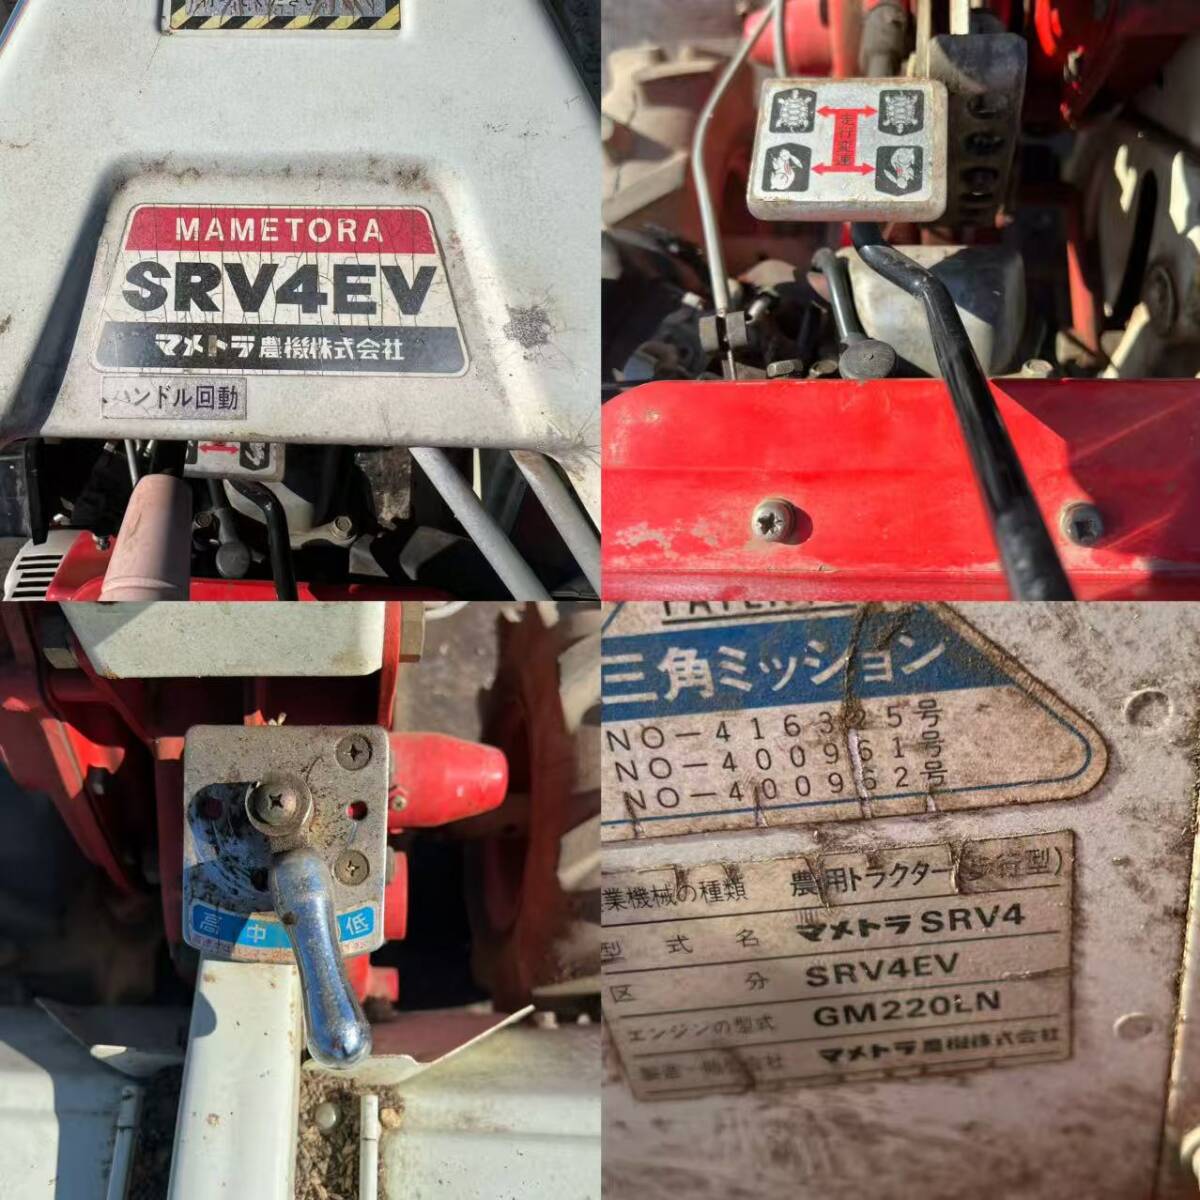 MAMETORA
SRV4EV
マメトラ農機株式会社
ハンドル回動
走行変速
高 中 低
三角ミッション
NO-416325号
NO-400961号
NO-400962号
業機械の種類 農用トラクター(歩行型)
型式名 マメトラSRV4
区分 SRV4EV
エンジンの型式 GM220LN
マメトラ農機株式会社